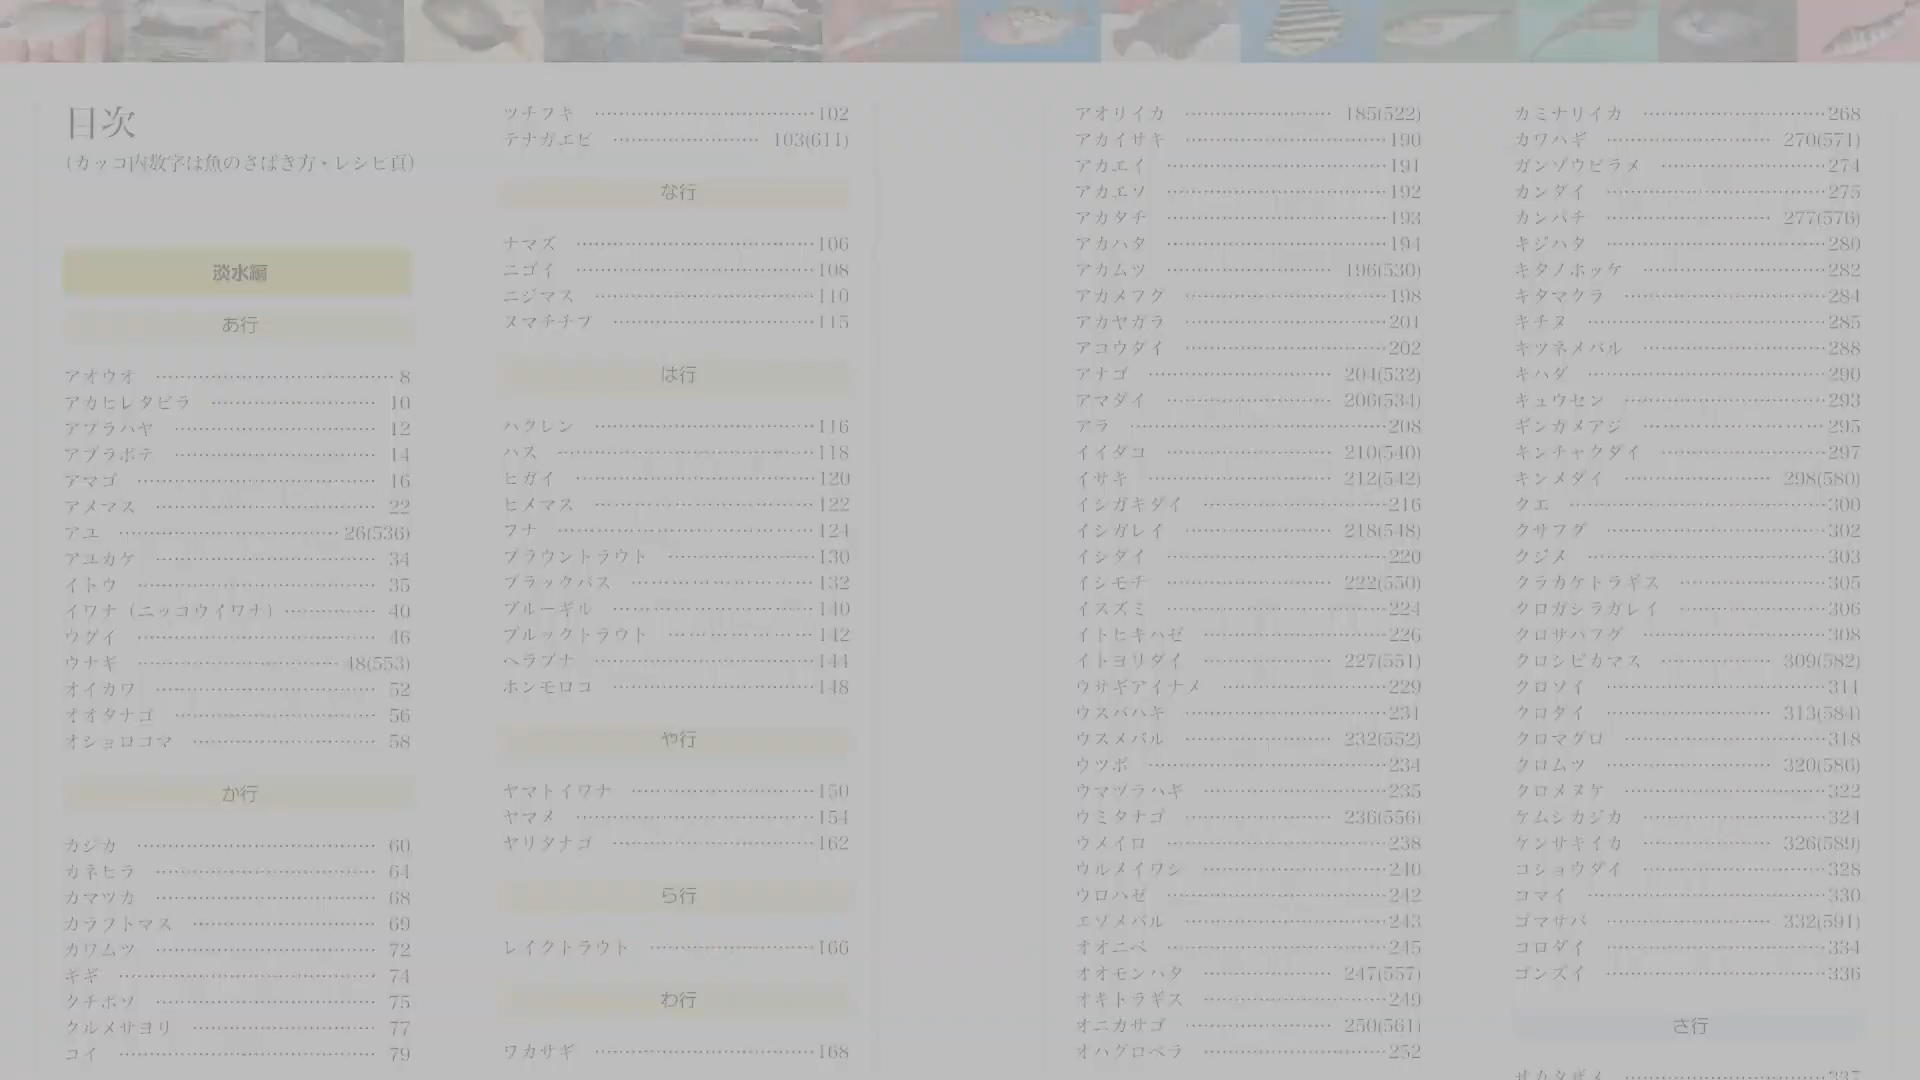 目次
(カッコ内数字は魚のさばき方・レシピ頁)
淡水編
あ行
アオウオ 8
アカヒレタビラ 10
アブラハヤ 12
アブラボテ 14
アマゴ 16
アメマス 22
アユ 26(536)
アユカケ 34
イトウ 35
イワナ（ニッコウイワナ） 40
ウグイ 46
ウナギ 48(553)
オイカワ 52
オオタナゴ 56
オショロコマ 58
か行
カジカ 60
カネヒラ 64
カマツカ 68
カラフトマス 69
カワムツ 72
ギギ 74
クチボソ 75
クルメサヨリ 77
コイ 79
ツチフキ 102
テナガエビ 103(611)
な行
ナマズ 106
ニゴイ 108
ニジマス 110
ヌマチチブ 115
は行
ハクレン 116
ハス 118
ヒガイ 120
ヒメマス 122
フナ 124
ブラウントラウト 130
ブラックバス 132
ブルーギル 140
ブルックトラウト 142
ヘラブナ 144
ホンモロコ 148
や行
ヤマトイワナ 150
ヤマメ 154
ヤリタナゴ 162
ら行
レイクトラウト 166
わ行
ワカサギ 168
アオリイカ 185(522)
アカイサキ 190
アカエイ 191
アカエソ 192
アカタチ 193
アカハタ 194
アカムツ 196(530)
アカメフグ 198
アカヤガラ 201
アコウダイ 202
アナゴ 204(532)
アマダイ 206(534)
アラ 208
イイダコ 210(540)
イサキ 212(542)
イシガキダイ 216
イシガレイ 218(548)
イシダイ 220
イシモチ 222(550)
イスズミ 224
イトヒキハゼ 226
イトヨリダイ 227(551)
ウサギアイナメ 229
ウスバハギ 231
ウスメバル 232(552)
ウツボ 234
ウマヅラハギ 235
ウミタナゴ 236(556)
ウメイロ 238
ウルメイワシ 240
ウロハゼ 242
エゾメバル 243
オオニベ 245
オオモンハタ 247(557)
オキトラギス 249
オニカサゴ 250(561)
オハグロベラ 252
カミナリイカ 268
カワハギ 270(571)
ガンゾウビラメ 274
カンダイ 275
カンパチ 277(576)
キジハタ 280
キタノホッケ 282
キタマクラ 284
キチヌ 285
キツネメバル 288
キハダ 290
キュウセン 293
ギンガメアジ 295
キンチャクダイ 297
キンメダイ 298(580)
クエ 300
クサフグ 302
クジメ 303
クラカケトラギス 305
クロガシラガレイ 306
クロサバフグ 308
クロシビカマス 309(582)
クロソイ 311
クロダイ 313(584)
クロマグロ 318
クロムツ 320(586)
クロメヌケ 322
ケムシカジカ 324
ケンサキイカ 326(589)
コショウダイ 328
コマイ 330
ゴマサバ 332(591)
コロダイ 334
ゴンズイ 336
さ行
サカタザメ 337